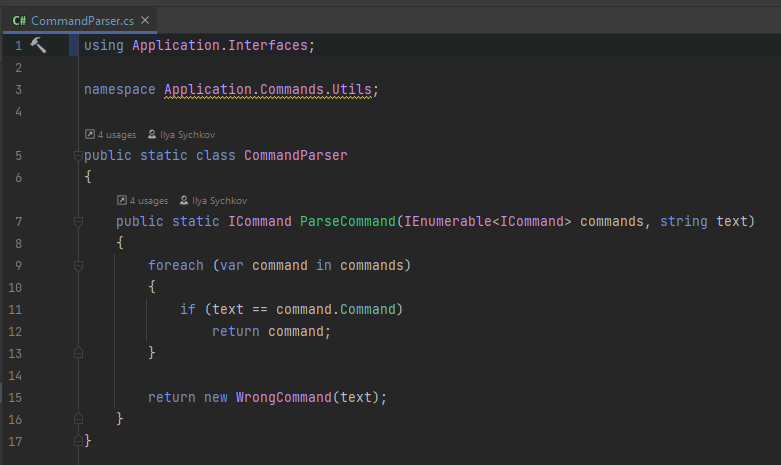 C# CommandParser.cs ×
1 using Application.Interfaces;
2
3 namespace Application.Commands.Utils;
4
4 usages Ilya Sychkov
5 public static class CommandParser
6 {
4 usages Ilya Sychkov
7 public static ICommand ParseCommand(IEnumerable<ICommand> commands, string text)
8 {
9 foreach (var command in commands)
10 {
11 if (text == command.Command)
12 return command;
13 }
14
15 return new WrongCommand(text);
16 }
17 }